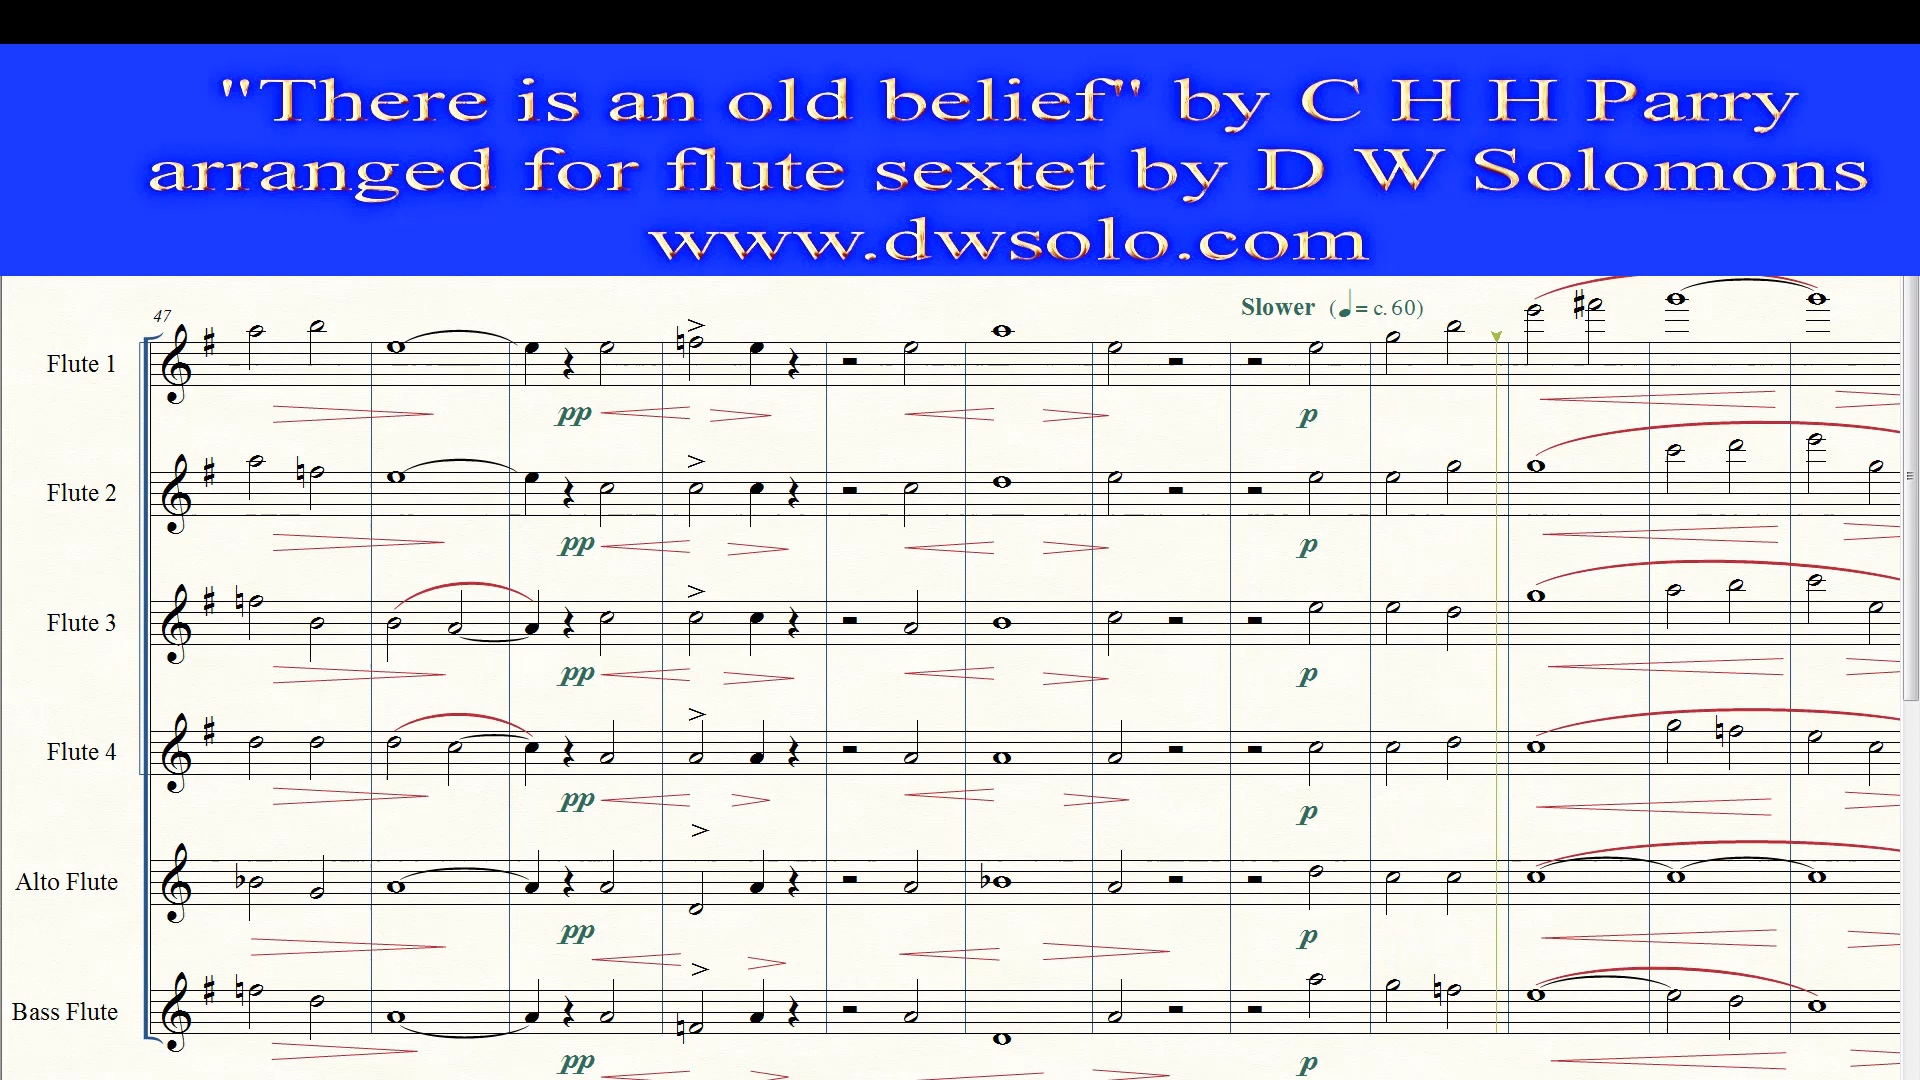 "There is an old belief" by C H H Parry
arranged for flute sextet by D W Solomons
www.dwsolo.com
47
Slower (♩= c. 60)
Flute 1
pp
p
Flute 2
pp
p
Flute 3
pp
p
Flute 4
pp
p
Alto Flute
pp
p
Bass Flute
pp
p